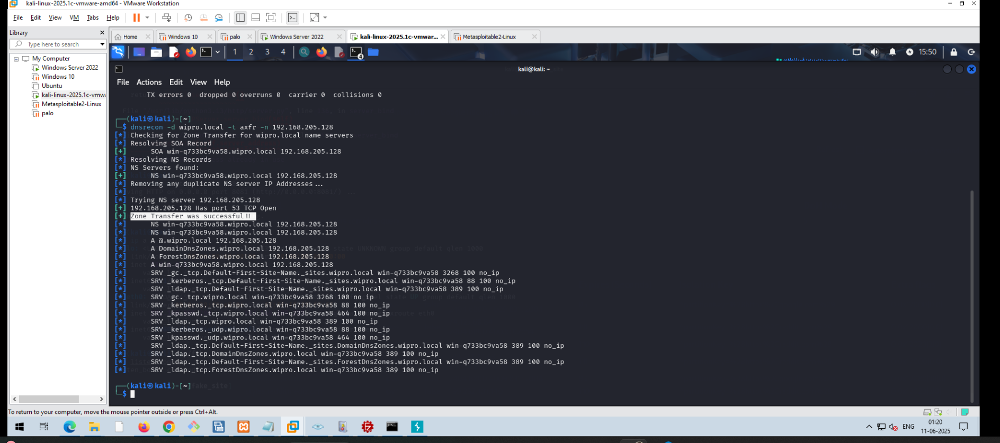 kali-linux-2025.1c-vmware-amd64 - VMware Workstation
File Edit View VM Tabs Help
Library
Type here to search
My Computer
Windows Server 2022
Windows 10
Ubuntu
kali-linux-2025.1c-vmwa
Metasploitable2-Linux
palo
Home Windows 10 palo Windows Server 2022 kali-linux-2025.1c-vmwar... Metasploitable2-Linux
1 2 3 4 4 15:50
kali@kali: ~
File Actions Edit View Help
TX errors 0 dropped 0 overruns 0 carrier 0 collisions 0
┌──(kali㉿kali)-[~]
└─$ dnsrecon -d wipro.local -t axfr -n 192.168.205.128
[*] Checking for Zone Transfer for wipro.local name servers
[*] Resolving SOA Record
[+] SOA win-q733bc9va58.wipro.local 192.168.205.128
[*] Resolving NS Records
[*] NS Servers found:
[+] NS win-q733bc9va58.wipro.local 192.168.205.128
[*] Removing any duplicate NS server IP Addresses...
[*]
[*] Trying NS server 192.168.205.128
[+] 192.168.205.128 Has port 53 TCP Open
[+] Zone Transfer was successful!!
[*] NS win-q733bc9va58.wipro.local 192.168.205.128
[*] NS win-q733bc9va58.wipro.local 192.168.205.128
[*] A @.wipro.local 192.168.205.128
[*] A DomainDnsZones.wipro.local 192.168.205.128
[*] A ForestDnsZones.wipro.local 192.168.205.128
[*] A win-q733bc9va58.wipro.local 192.168.205.128
[*] SRV _gc._tcp.Default-First-Site-Name._sites.wipro.local win-q733bc9va58 3268 100 no_ip
[*] SRV _kerberos._tcp.Default-First-Site-Name._sites.wipro.local win-q733bc9va58 88 100 no_ip
[*] SRV _ldap._tcp.Default-First-Site-Name._sites.wipro.local win-q733bc9va58 389 100 no_ip
[*] SRV _gc._tcp.wipro.local win-q733bc9va58 3268 100 no_ip
[*] SRV _kerberos._tcp.wipro.local win-q733bc9va58 88 100 no_ip
[*] SRV _kpasswd._tcp.wipro.local win-q733bc9va58 464 100 no_ip
[*] SRV _ldap._tcp.wipro.local win-q733bc9va58 389 100 no_ip
[*] SRV _kerberos._udp.wipro.local win-q733bc9va58 88 100 no_ip
[*] SRV _kpasswd._udp.wipro.local win-q733bc9va58 464 100 no_ip
[*] SRV _ldap._tcp.Default-First-Site-Name._sites.DomainDnsZones.wipro.local win-q733bc9va58 389 100 no_ip
[*] SRV _ldap._tcp.DomainDnsZones.wipro.local win-q733bc9va58 389 100 no_ip
[*] SRV _ldap._tcp.Default-First-Site-Name._sites.ForestDnsZones.wipro.local win-q733bc9va58 389 100 no_ip
[*] SRV _ldap._tcp.ForestDnsZones.wipro.local win-q733bc9va58 389 100 no_ip
┌──(kali㉿kali)-[~]
└─$
To return to your computer, move the mouse pointer outside or press Ctrl+Alt.
ENG
01:20
11-06-2025